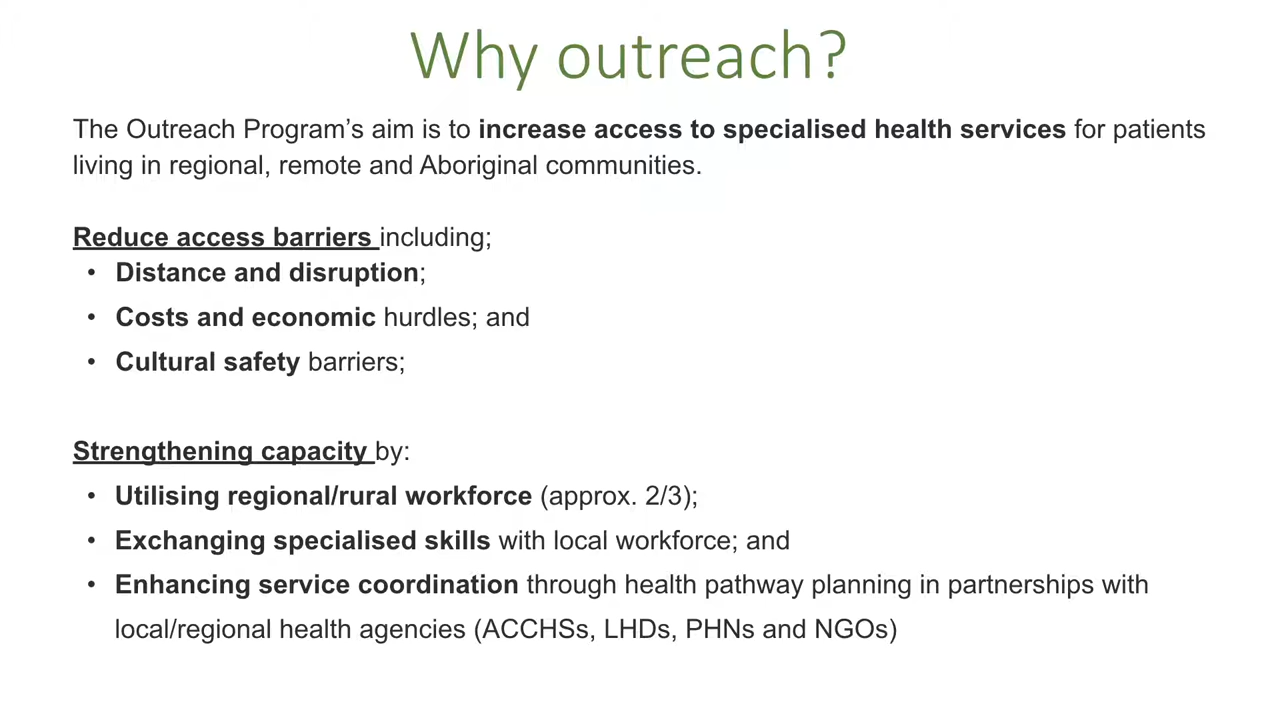 Why outreach?
The Outreach Program’s aim is to increase access to specialised health services for patients
living in regional, remote and Aboriginal communities.
Reduce access barriers including;
• Distance and disruption;
• Costs and economic hurdles; and
• Cultural safety barriers;
Strengthening capacity by:
• Utilising regional/rural workforce (approx. 2/3);
• Exchanging specialised skills with local workforce; and
• Enhancing service coordination through health pathway planning in partnerships with
local/regional health agencies (ACCHSs, LHDs, PHNs and NGOs)